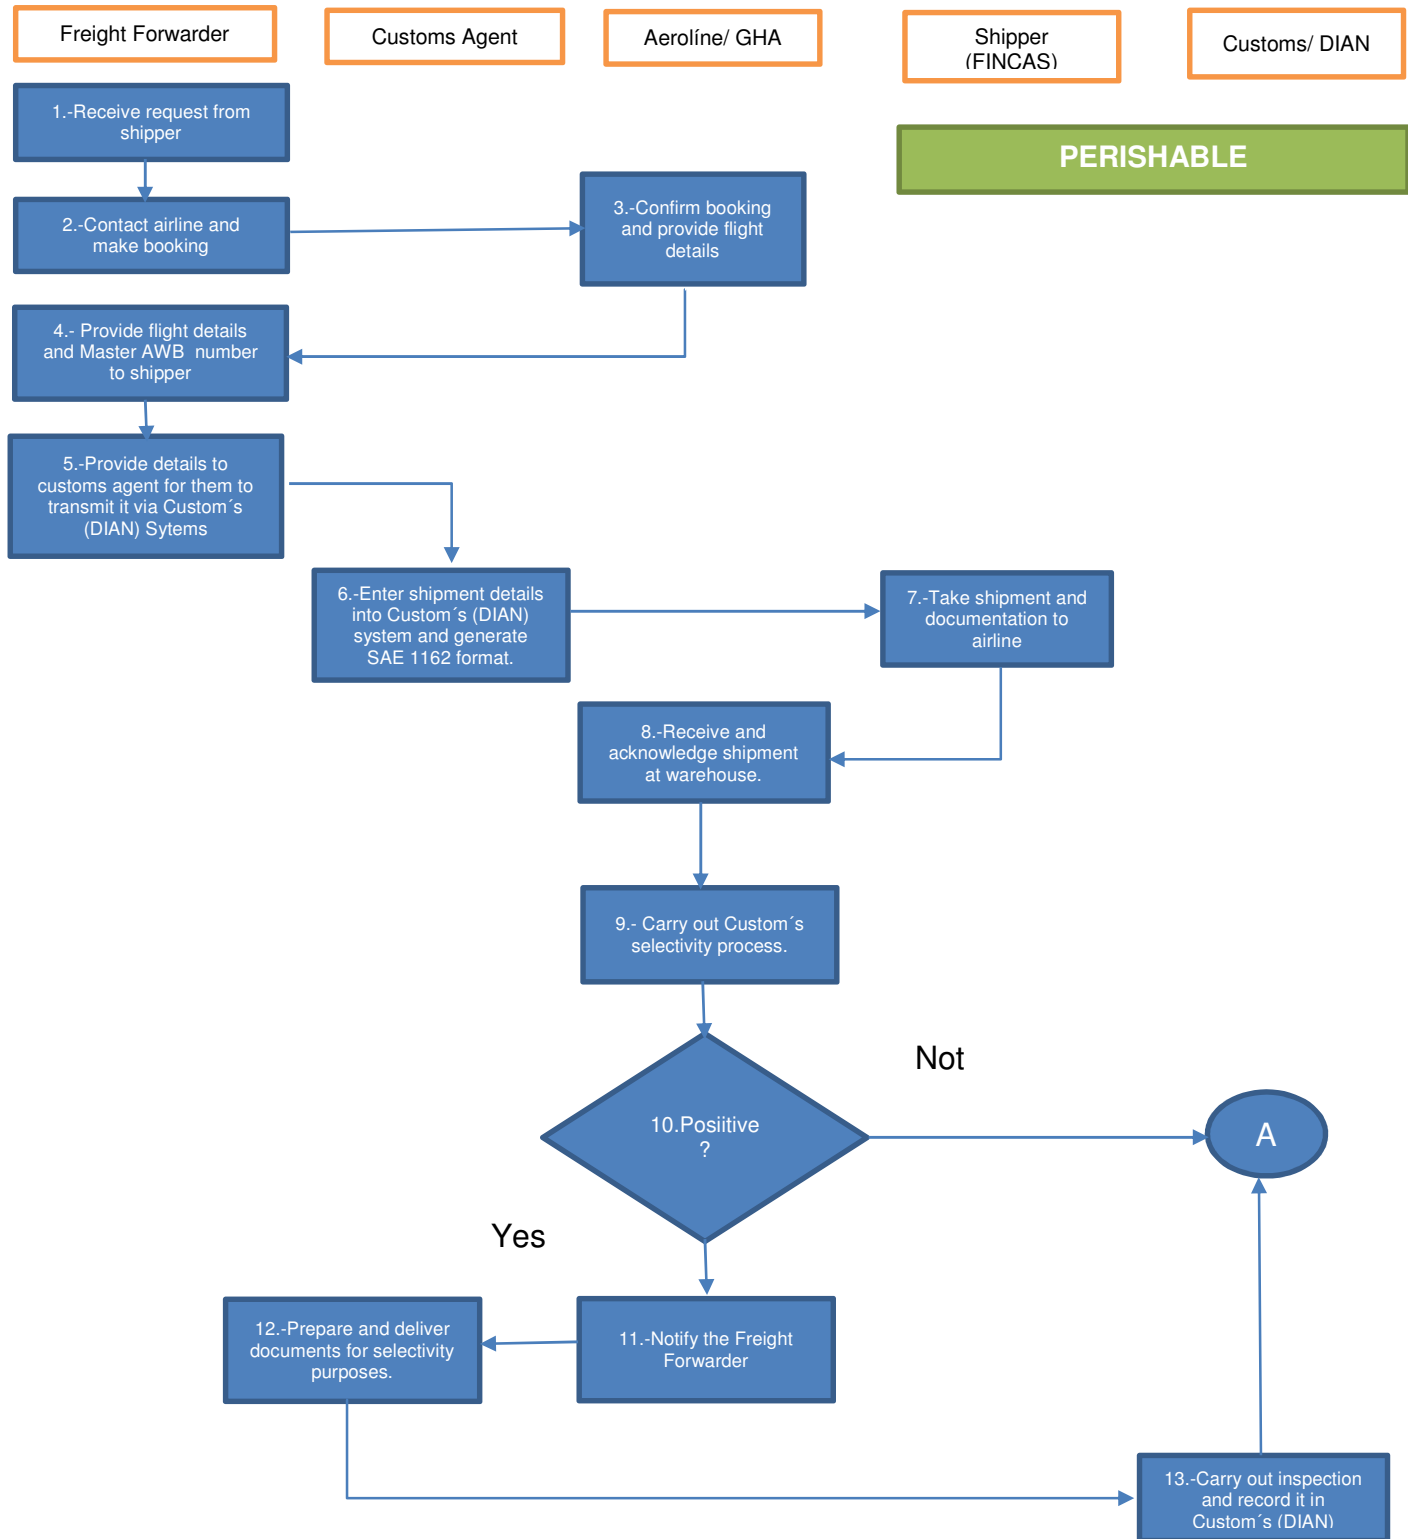 Freight Forwarder
Customs Agent
Aerolíne/ GHA
Shipper
(FINCAS)
Customs/ DIAN
1.-Receive request from
shipper
PERISHABLE
2.-Contact airline and
make booking
3.-Confirm booking
and provide flight
details
4.- Provide flight details
and Master AWB  number
to shipper
5.-Provide details to
customs agent for them to
transmit it via Custom´s
(DIAN) Sytems
6.-Enter shipment details
into Custom´s (DIAN)
system and generate
SAE 1162 format.
7.-Take shipment and
documentation to
airline
8.-Receive and
acknowledge shipment
at warehouse.
9.- Carry out Custom´s
selectivity process.
Not
10.Posiitive
?
A
Yes
12.-Prepare and deliver
documents for selectivity
purposes.
11.-Notify the Freight
Forwarder
13.-Carry out inspection
and record it in
Custom´s (DIAN)